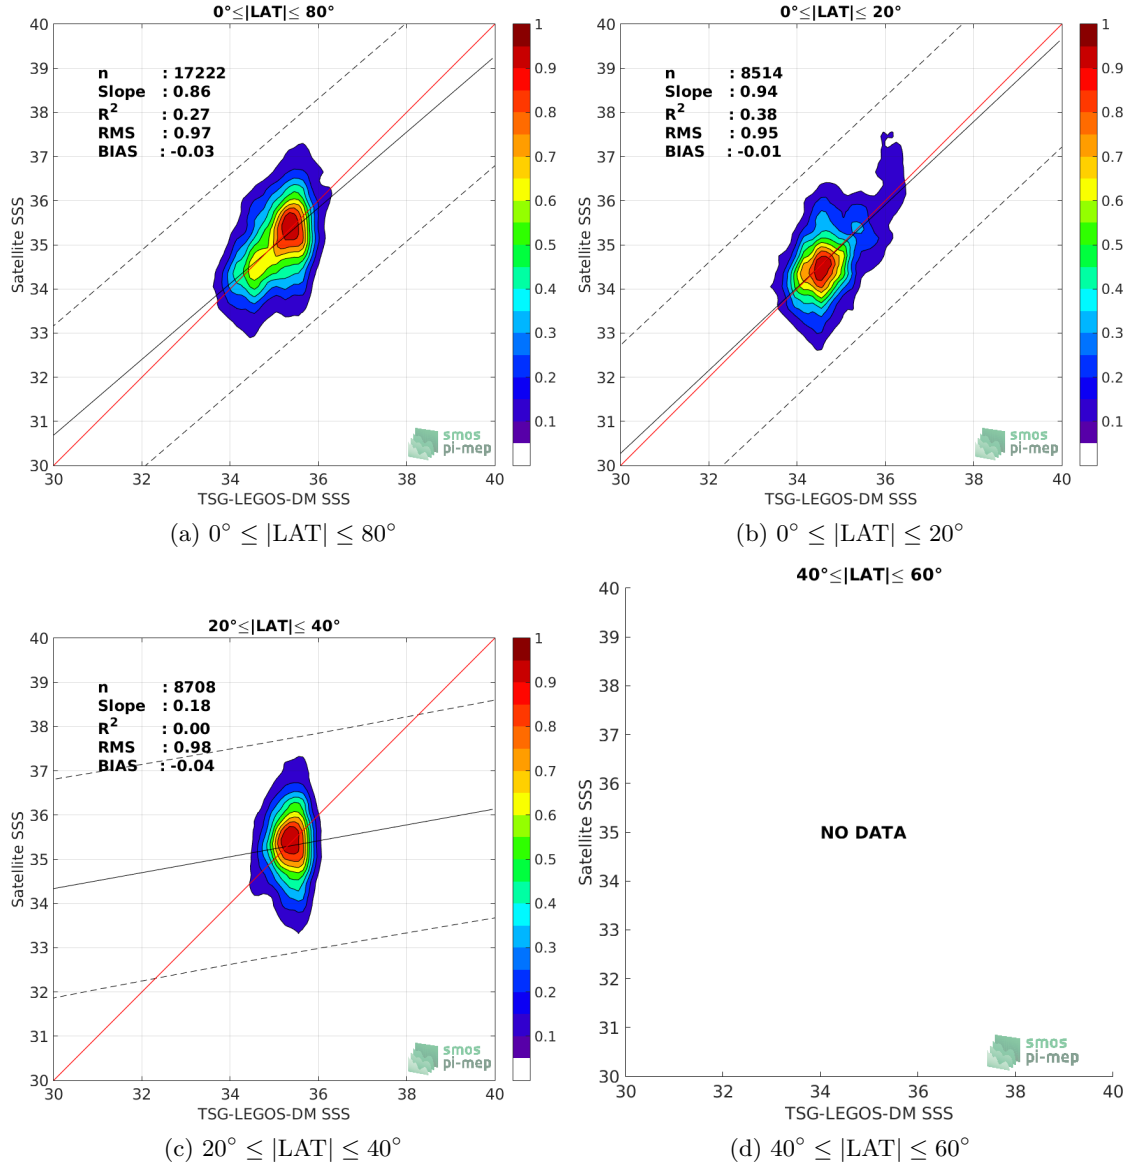 0°≤|LAT|≤ 80°
n : 17222
Slope : 0.86
R² : 0.27
RMS : 0.97
BIAS : -0.03
40
39
38
37
36
35
34
33
32
31
30
Satellite SSS
30 32 34 36 38 40
TSG-LEGOS-DM SSS
smos
pi-mep
1
0.9
0.8
0.7
0.6
0.5
0.4
0.3
0.2
0.1
(a) 0° ≤ |LAT| ≤ 80°
0°≤|LAT|≤ 20°
n : 8514
Slope : 0.94
R² : 0.38
RMS : 0.95
BIAS : -0.01
40
39
38
37
36
35
34
33
32
31
30
Satellite SSS
30 32 34 36 38 40
TSG-LEGOS-DM SSS
smos
pi-mep
1
0.9
0.8
0.7
0.6
0.5
0.4
0.3
0.2
0.1
(b) 0° ≤ |LAT| ≤ 20°
20°≤|LAT|≤ 40°
n : 8708
Slope : 0.18
R² : 0.00
RMS : 0.98
BIAS : -0.04
40
39
38
37
36
35
34
33
32
31
30
Satellite SSS
30 32 34 36 38 40
TSG-LEGOS-DM SSS
smos
pi-mep
1
0.9
0.8
0.7
0.6
0.5
0.4
0.3
0.2
0.1
(c) 20° ≤ |LAT| ≤ 40°
40°≤|LAT|≤ 60°
40
39
38
37
36
35
34
33
32
31
30
Satellite SSS
NO DATA
30 32 34 36 38 40
TSG-LEGOS-DM SSS
smos
pi-mep
(d) 40° ≤ |LAT| ≤ 60°